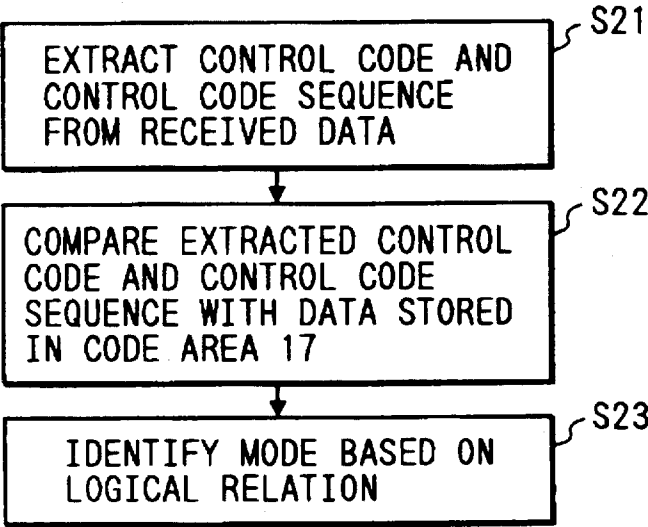 S21
EXTRACT CONTROL CODE AND
CONTROL CODE SEQUENCE
FROM RECEIVED DATA
S22
COMPARE EXTRACTED CONTROL
CODE AND CONTROL CODE
SEQUENCE WITH DATA STORED
IN CODE AREA 17
S23
IDENTIFY MODE BASED ON
LOGICAL RELATION